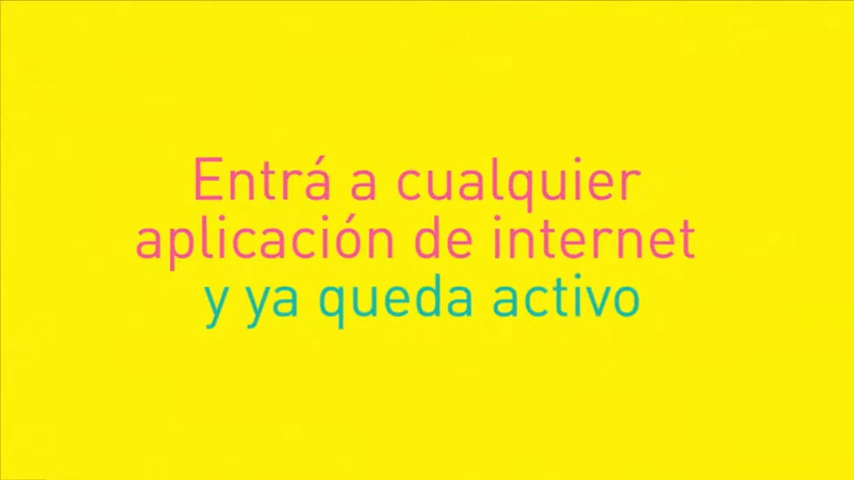 Entrá a cualquier
aplicación de internet
y ya queda activo